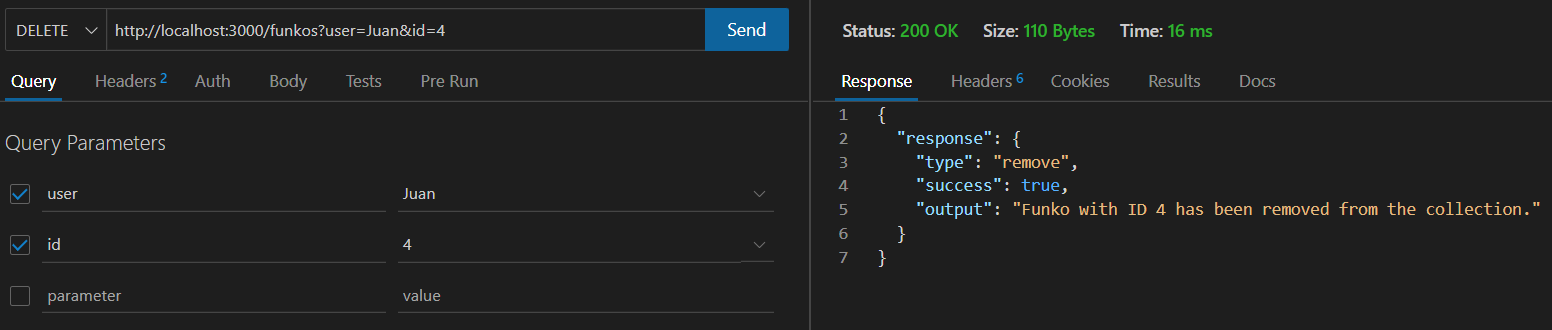 DELETE http://localhost:3000/funkos?user=Juan&id=4 Send
Query Headers 2 Auth Body Tests Pre Run
Query Parameters
user Juan
id 4
parameter value
Status: 200 OK Size: 110 Bytes Time: 16 ms
Response Headers 6 Cookies Results Docs
1 {
2 "response": {
3 "type": "remove",
4 "success": true,
5 "output": "Funko with ID 4 has been removed from the collection."
6 }
7 }